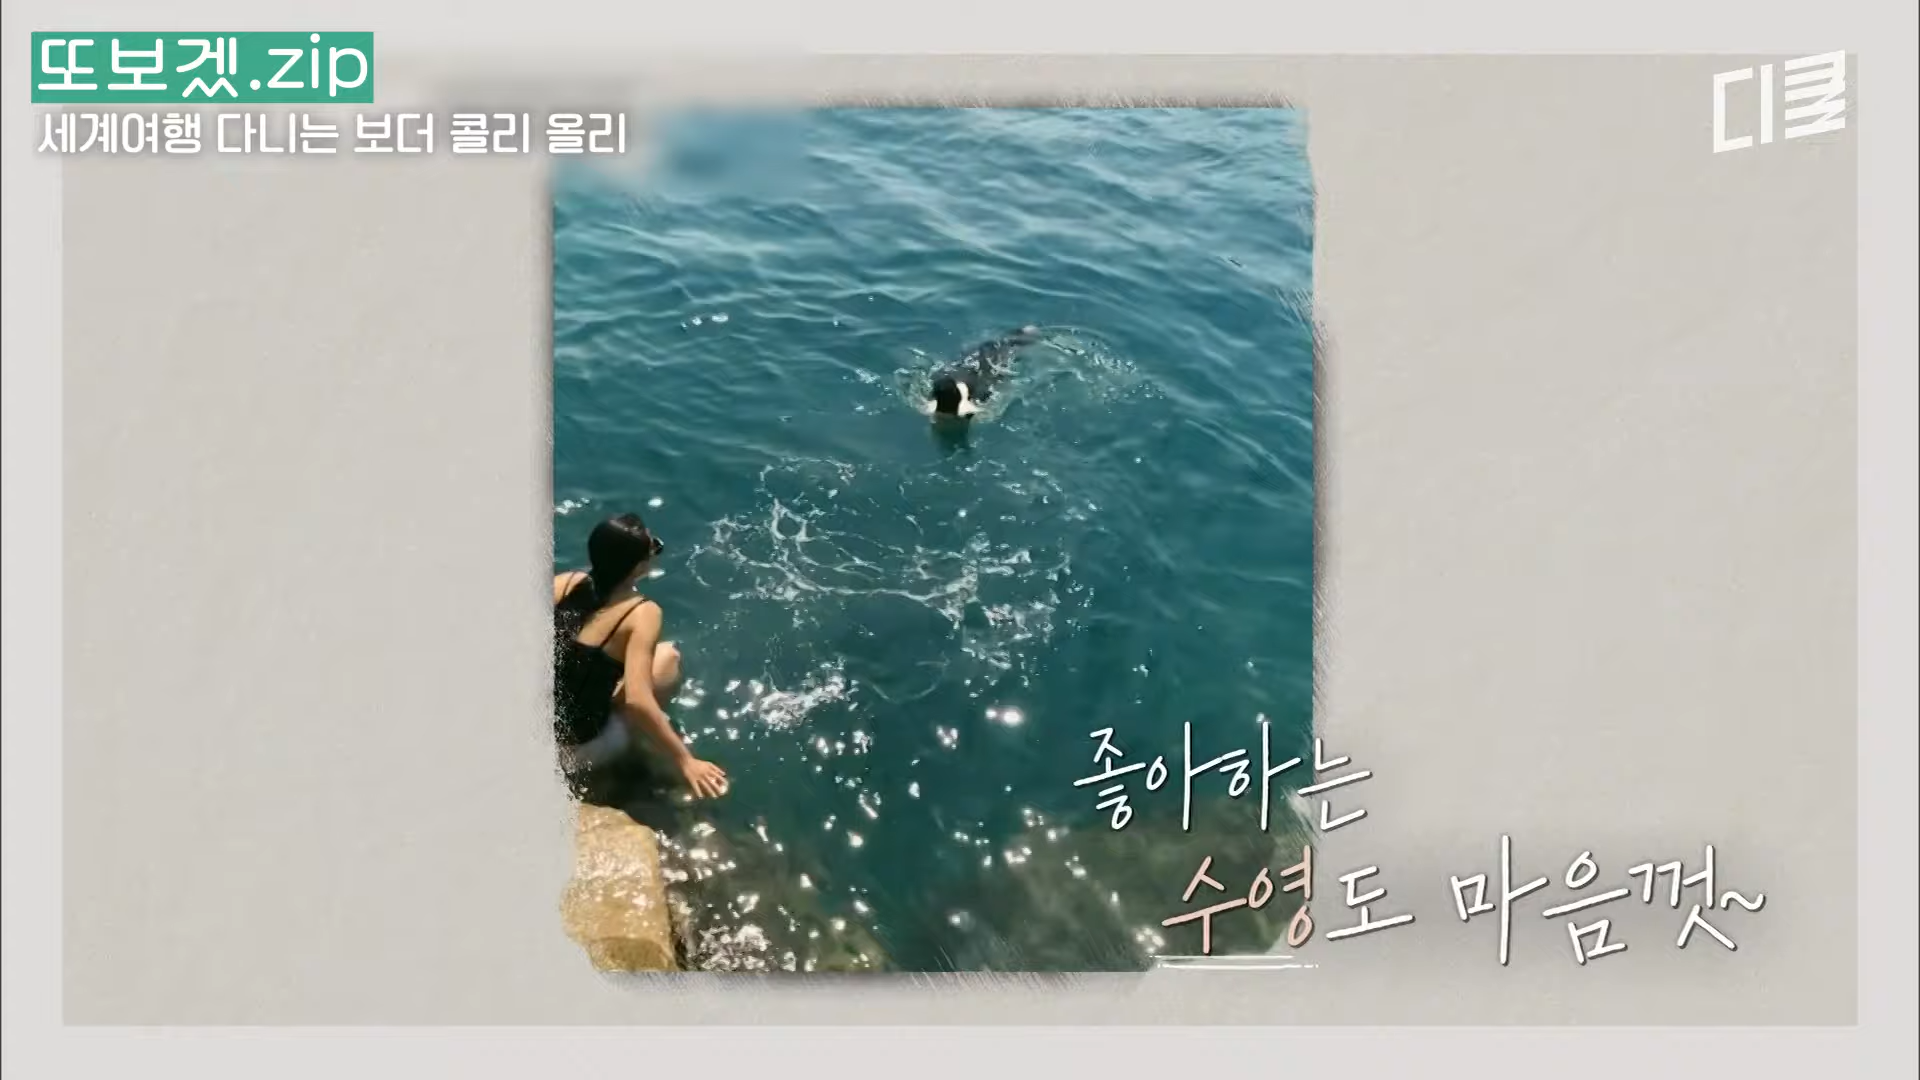 또보겠.zip
세계여행 다니는 보더 콜리 올리
디글
좋아하는
수영도 마음껏~